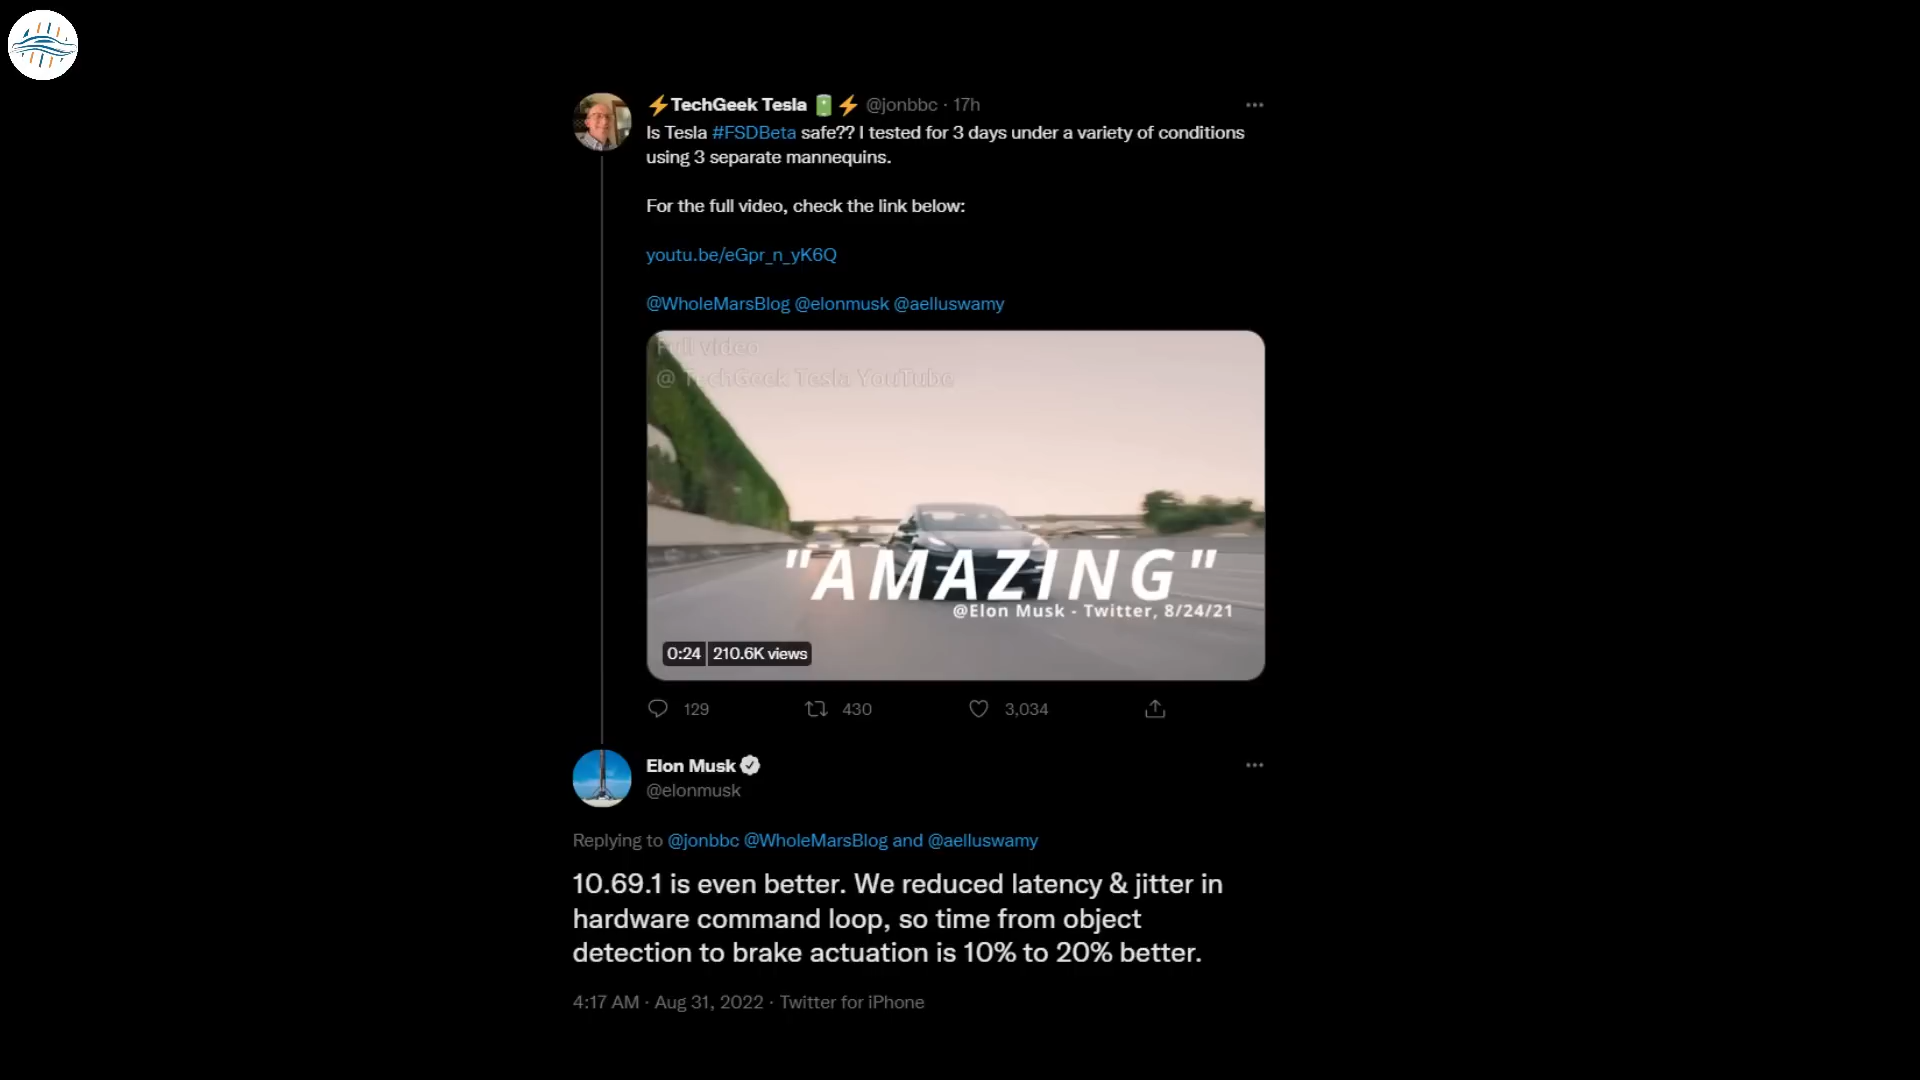 ⚡TechGeek Tesla 🔋⚡ @jonbbc · 17h
Is Tesla #FSDBeta safe?? I tested for 3 days under a variety of conditions
using 3 separate mannequins.
For the full video, check the link below:
youtu.be/eGpr_n_yK6Q
@WholeMarsBlog @elonmusk @aelluswamy
Full video
@ TechGeek Tesla YouTube
"AMAZING"
@Elon Musk - Twitter, 8/24/21
0:24 210.6K views
129 430 3,034
Elon Musk
@elonmusk
Replying to @jonbbc @WholeMarsBlog and @aelluswamy
10.69.1 is even better. We reduced latency & jitter in
hardware command loop, so time from object
detection to brake actuation is 10% to 20% better.
4:17 AM · Aug 31, 2022 · Twitter for iPhone